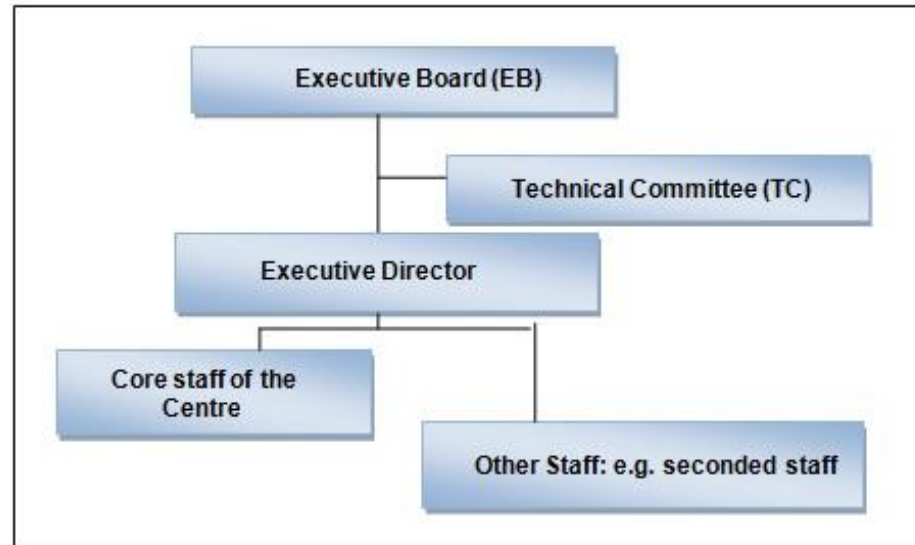 Executive Board (EB)
Technical Committee (TC)
Executive Director
Core staff of the
Centre
Other Staff: e.g. seconded staff